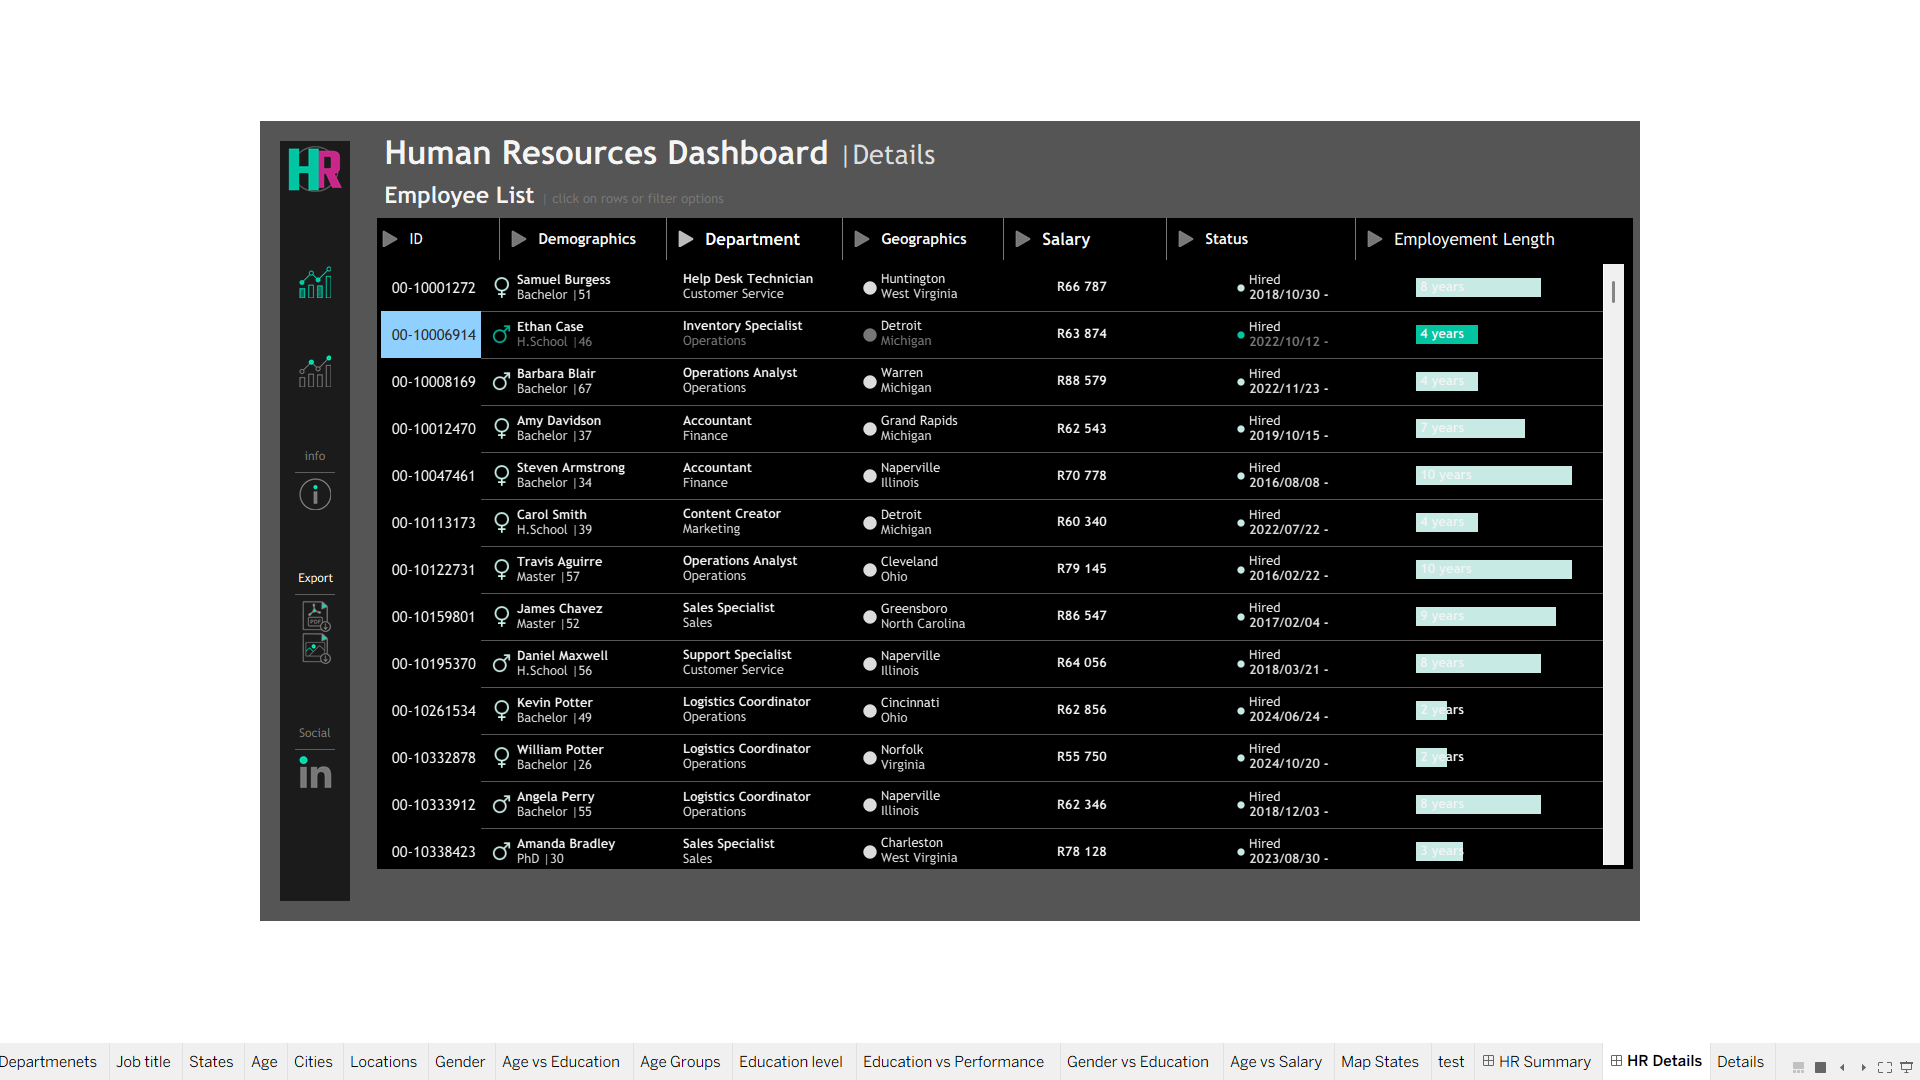 HR
Human Resources Dashboard |Details
Employee List | click on rows or filter options
ID Demographics Department Geographics Salary Status Employement Length
00-10001272 Samuel Burgess Help Desk Technician Huntington R66 787 Hired 8 years
Bachelor |51 Customer Service West Virginia 2018/10/30 -
00-10006914 Ethan Case Inventory Specialist Detroit R63 874 Hired 4 years
H.School |46 Operations Michigan 2022/10/12 -
00-10008169 Barbara Blair Operations Analyst Warren R88 579 Hired 4 years
Bachelor |67 Operations Michigan 2022/11/23 -
00-10012470 Amy Davidson Accountant Grand Rapids R62 543 Hired 7 years
Bachelor |37 Finance Michigan 2019/10/15 -
info
00-10047461 Steven Armstrong Accountant Naperville R70 778 Hired 10 years
Bachelor |34 Finance Illinois 2016/08/08 -
00-10113173 Carol Smith Content Creator Detroit R60 340 Hired 4 years
H.School |39 Marketing Michigan 2022/07/22 -
00-10122731 Travis Aguirre Operations Analyst Cleveland R79 145 Hired 10 years
Master |57 Operations Ohio 2016/02/22 -
Export
00-10159801 James Chavez Sales Specialist Greensboro R86 547 Hired 9 years
Master |52 Sales North Carolina 2017/02/04 -
PDF
00-10195370 Daniel Maxwell Support Specialist Naperville R64 056 Hired 8 years
H.School |56 Customer Service Illinois 2018/03/21 -
00-10261534 Kevin Potter Logistics Coordinator Cincinnati R62 856 Hired 2 years
Bachelor |49 Operations Ohio 2024/06/24 -
Social
00-10332878 William Potter Logistics Coordinator Norfolk R55 750 Hired 2 years
Bachelor |26 Operations Virginia 2024/10/20 -
in
00-10333912 Angela Perry Logistics Coordinator Naperville R62 346 Hired 8 years
Bachelor |55 Operations Illinois 2018/12/03 -
00-10338423 Amanda Bradley Sales Specialist Charleston R78 128 Hired 3 years
PhD |30 Sales West Virginia 2023/08/30 -
Departmenets Job title States Age Cities Locations Gender Age vs Education Age Groups Education level Education vs Performance Gender vs Education Age vs Salary Map States test HR Summary HR Details Details